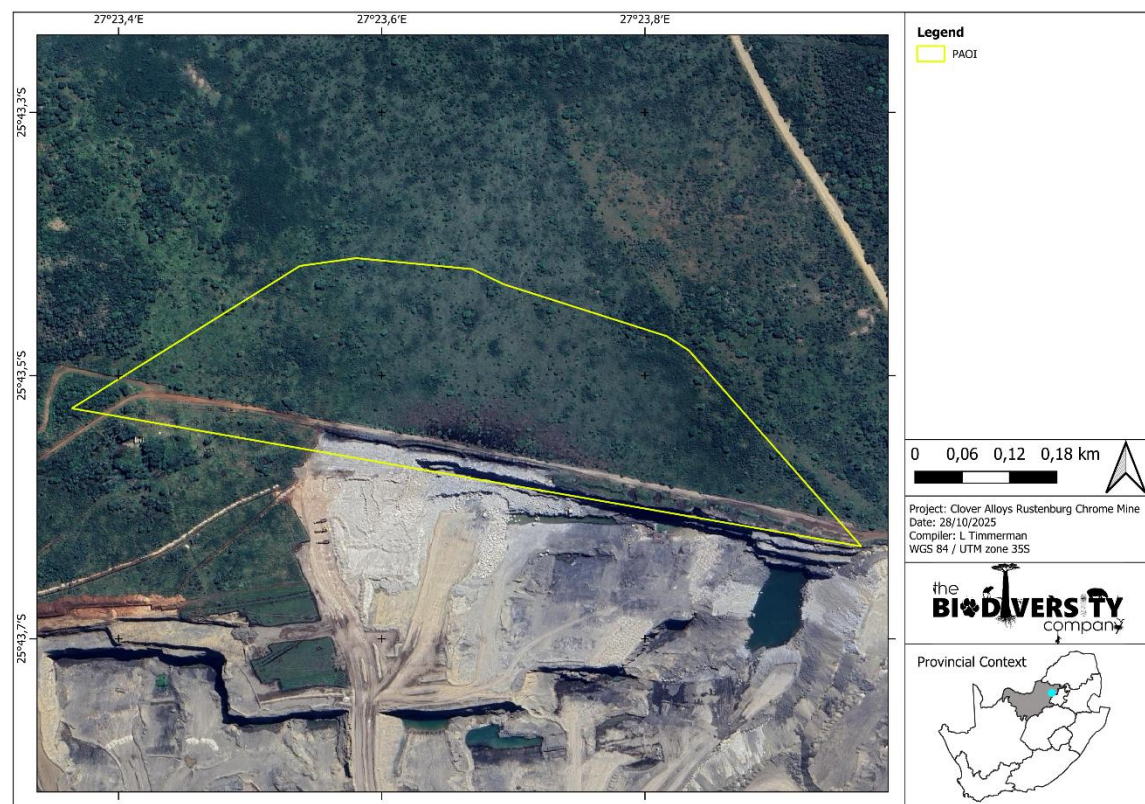 27°23,4'E
27°23,6'E
27°23,8'E
25°43,3'S
25°43,5'S
25°43,7'S
Legend
PAOI
0 0,06 0,12 0,18 km
Project: Clover Alloys Rustenburg Chrome Mine
Date: 28/10/2025
Compiler: L Timmerman
WGS 84 / UTM zone 35S
the
BIODIVERSITY
company
Provincial Context